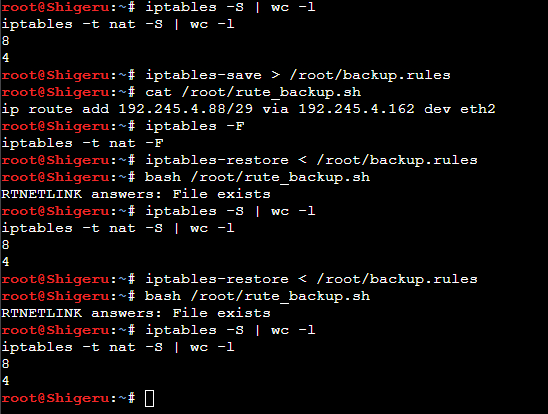 root@Shigeru:~# iptables -S | wc -l
iptables -t nat -S | wc -l
8
4
root@Shigeru:~# iptables-save > /root/backup.rules
root@Shigeru:~# cat /root/rute_backup.sh
ip route add 192.245.4.88/29 via 192.245.4.162 dev eth2
root@Shigeru:~# iptables -F
iptables -t nat -F
root@Shigeru:~# iptables-restore < /root/backup.rules
root@Shigeru:~# bash /root/rute_backup.sh
RTNETLINK answers: File exists
root@Shigeru:~# iptables -S | wc -l
iptables -t nat -S | wc -l
8
4
root@Shigeru:~# iptables-restore < /root/backup.rules
root@Shigeru:~# bash /root/rute_backup.sh
RTNETLINK answers: File exists
root@Shigeru:~# iptables -S | wc -l
iptables -t nat -S | wc -l
8
4
root@Shigeru:~#